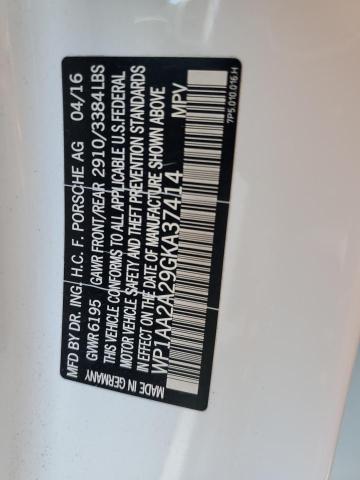 MFD BY DR. ING. H.C. F. PORSCHE AG 04/16
GWR 6195 GAWR FRONT/REAR 2910/3384 LBS
THIS VEHICLE CONFORMS TO ALL APPLICABLE U.S. FEDERAL
MOTOR VEHICLE SAFETY AND THEFT PREVENTION STANDARDS
IN EFFECT ON THE DATE OF MANUFACTURE SHOWN ABOVE
WP1AA2A29GKA37414 MPV
MADE IN GERMANY 7P5.010.016.H